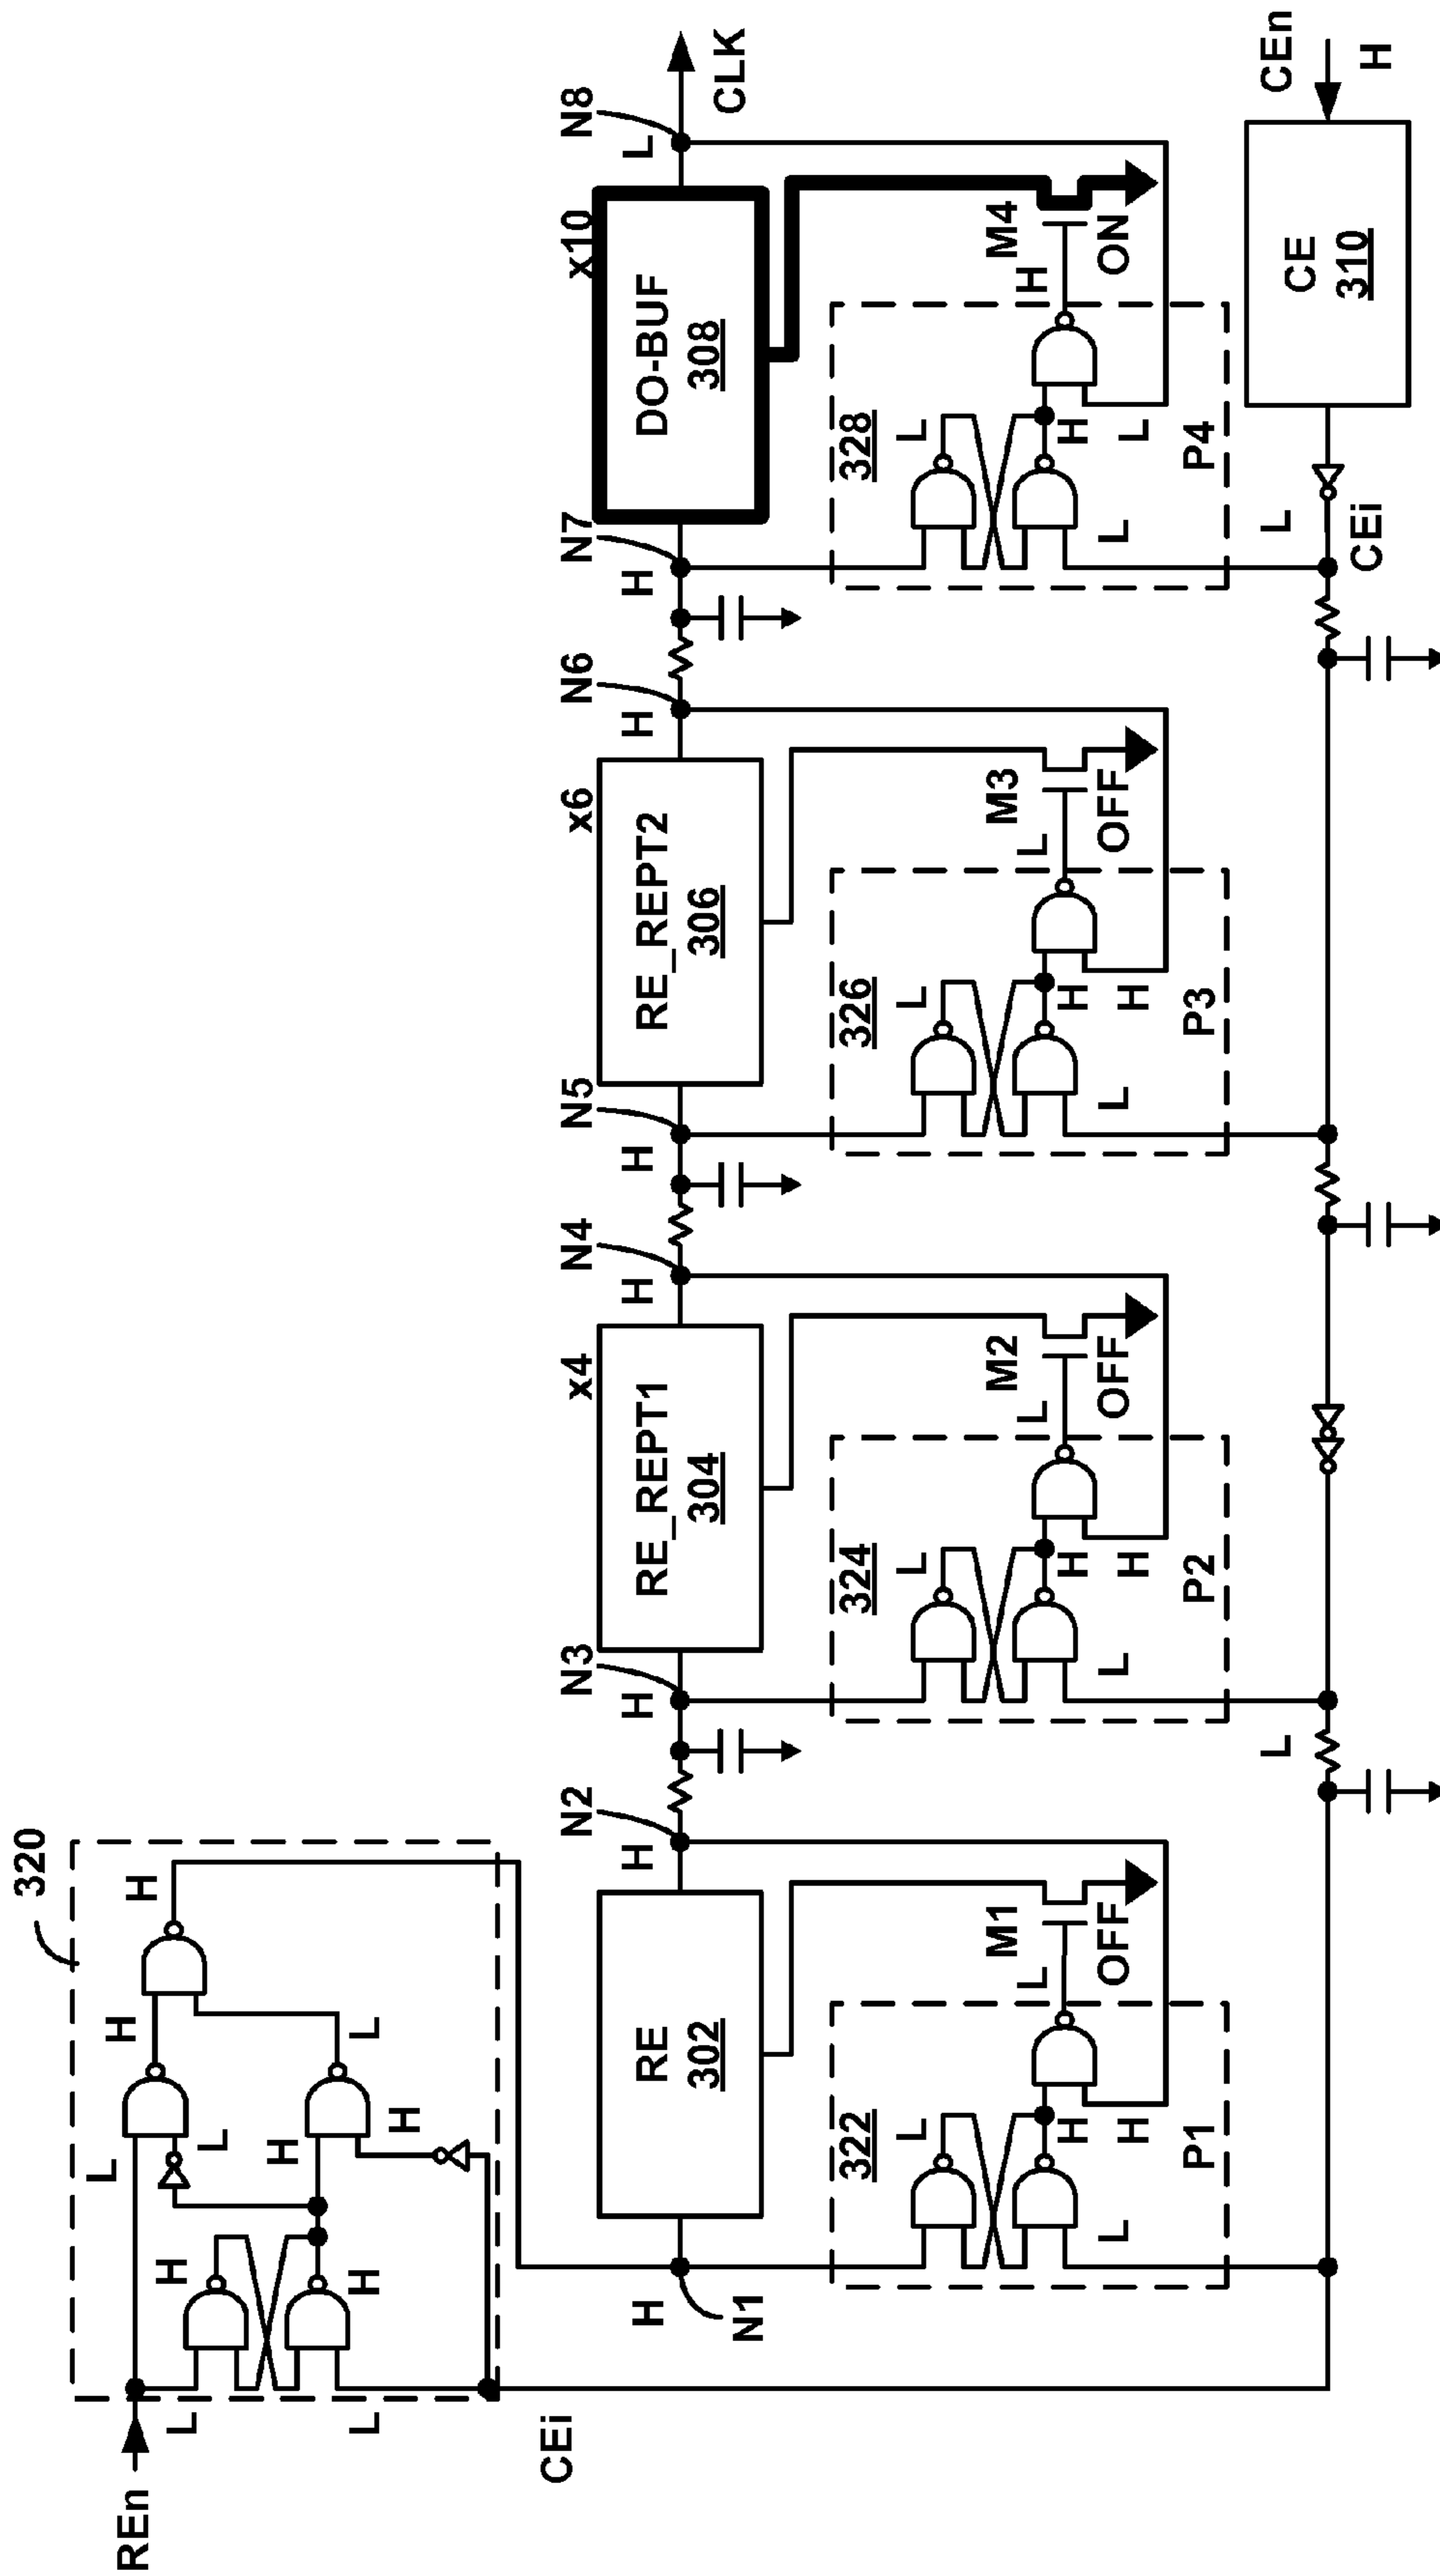 320
REn
L
L
CEi
L
H
H
L
L
H
H
H
L
H
H
N1
N2
N3
N4
N5
N6
N7
N8
H
H
H
H
H
H
H
L
CLK
RE
302
x4
RE_REPT1
304
x6
RE_REPT2
306
x10
DO-BUF
308
322
L
L
H
H
P1
L
M1
OFF
324
L
L
H
H
P2
L
M2
OFF
326
L
L
H
H
P3
L
M3
OFF
328
L
L
H
L
P4
H
M4
ON
L
L
CEi
CE
310
CEn
H